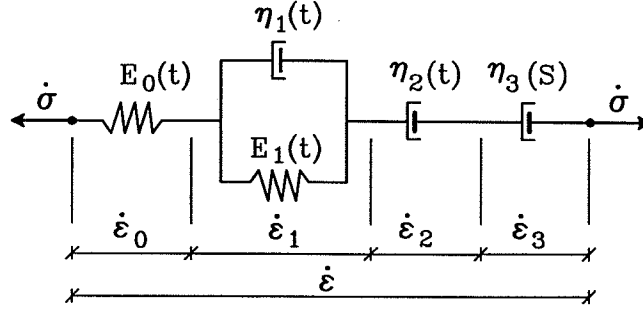 η₁(t)
E₀(t)
η₂(t)
η₃(S)
σ̇
σ̇
E₁(t)
ε̇₀
ε̇₁
ε̇₂
ε̇₃
ε̇